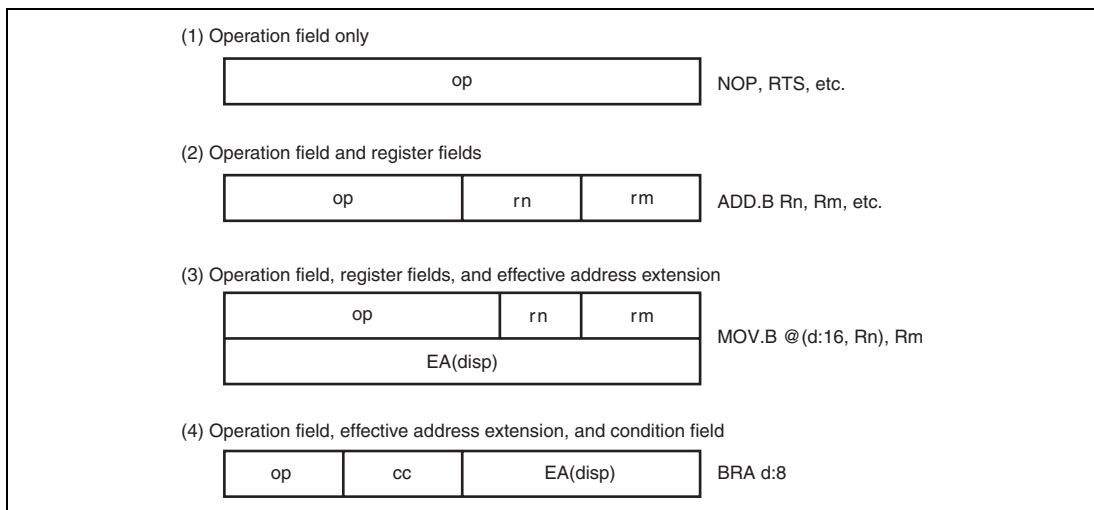 (1) Operation field only
op
NOP, RTS, etc.
(2) Operation field and register fields
op rn rm
ADD.B Rn, Rm, etc.
(3) Operation field, register fields, and effective address extension
op rn rm
EA(disp)
MOV.B @(d:16, Rn), Rm
(4) Operation field, effective address extension, and condition field
op cc EA(disp)
BRA d:8